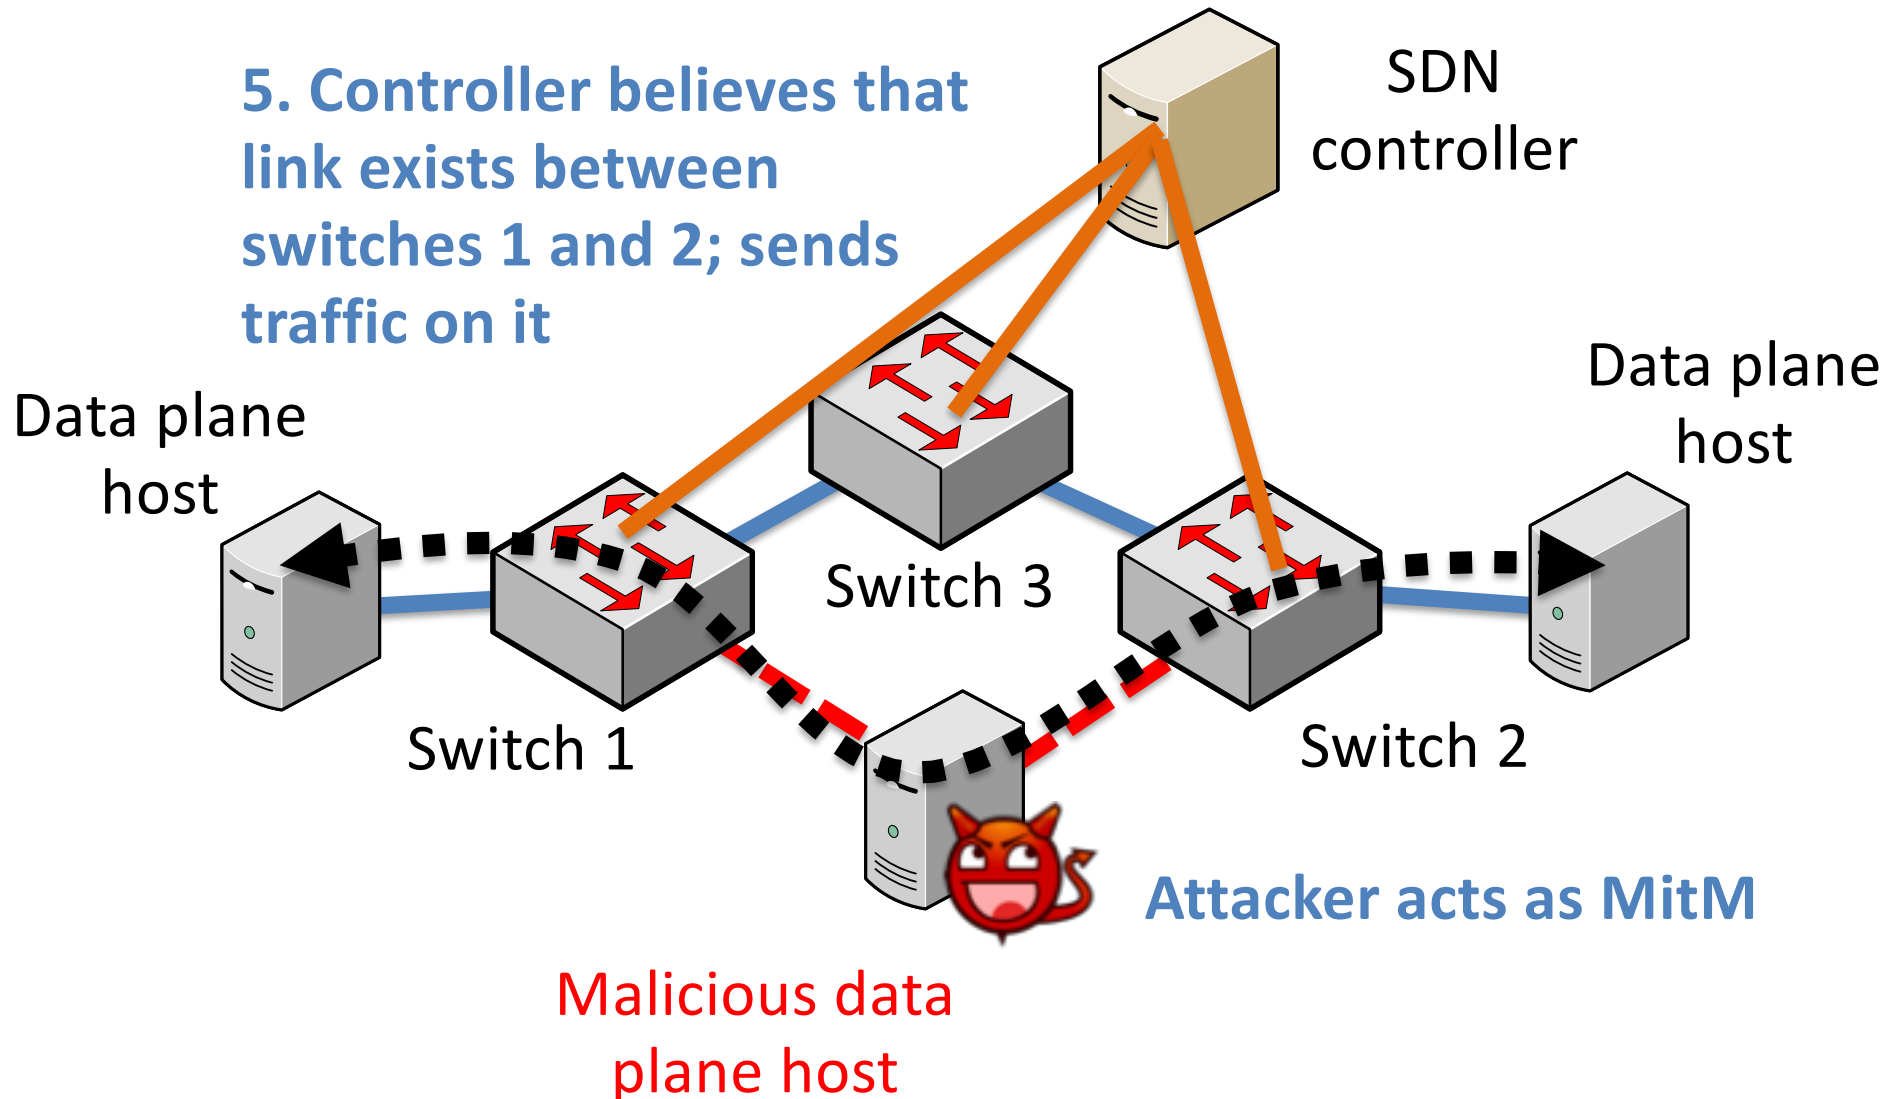 5. Controller believes that
link exists between
switches 1 and 2; sends
traffic on it
SDN
controller
Data plane
host
Data plane
host
Switch 3
Switch 1
Switch 2
Attacker acts as MitM
Malicious data
plane host